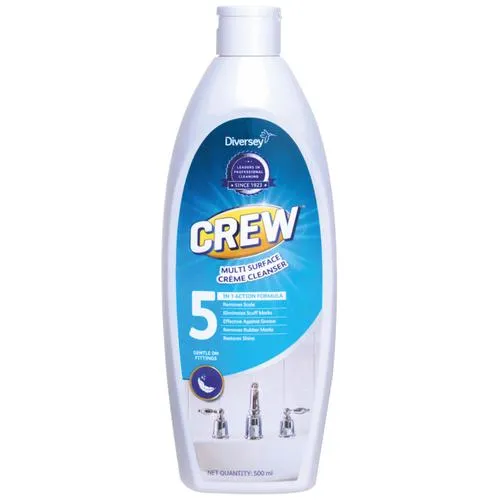 Diversey
LEADERS IN
PROFESSIONAL
CLEANING
SINCE 1923
CREW
MULTI SURFACE
CRÈME CLEANSER
5
IN 1 ACTION FORMULA
Removes Scale
Eliminates Scuff Marks
Effective Against Grease
Removes Rubber Marks
Restores Shine
GENTLE ON
FITTINGS
NET QUANTITY: 500 ml